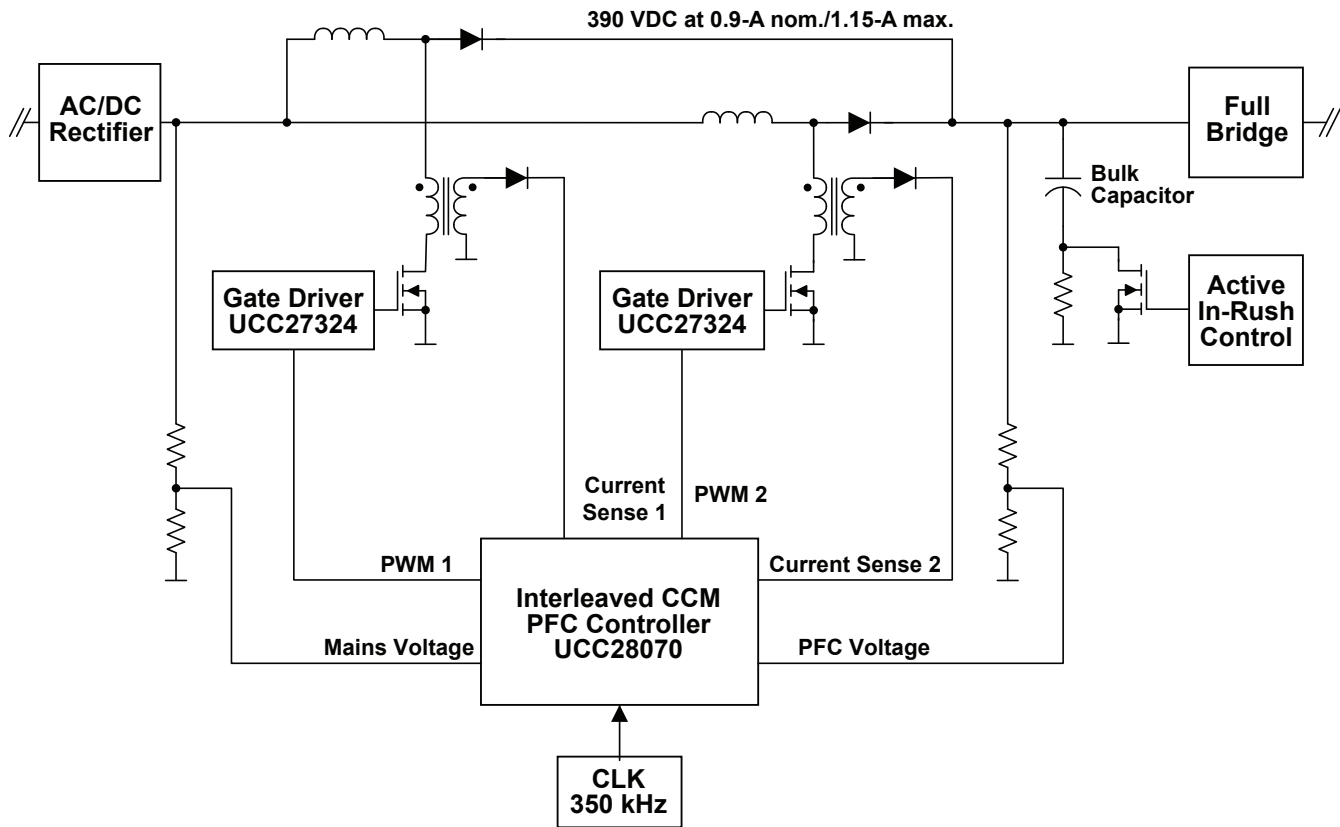 390 VDC at 0.9-A nom./1.15-A max.
AC/DC
Rectifier
Full
Bridge
Bulk
Capacitor
Gate Driver
UCC27324
Gate Driver
UCC27324
Active
In-Rush
Control
Current
Sense 1
PWM 2
PWM 1
Current Sense 2
Interleaved CCM
PFC Controller
UCC28070
Mains Voltage
PFC Voltage
CLK
350 kHz